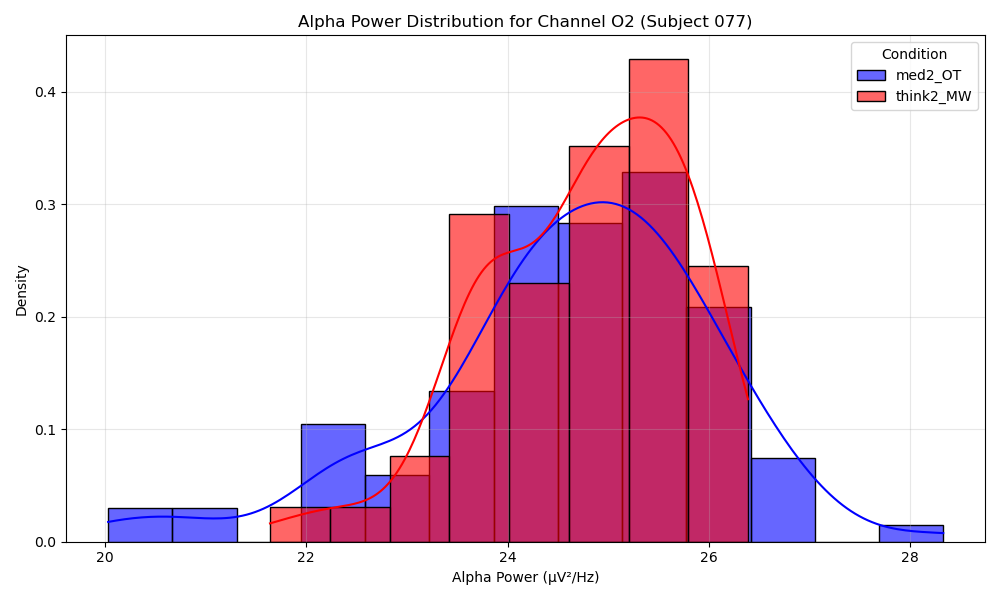 Alpha Power Distribution for Channel O2 (Subject 077)
Condition
med2_OT
think2_MW
Density
0.4
0.3
0.2
0.1
0.0
20 22 24 26 28
Alpha Power (μV²/Hz)